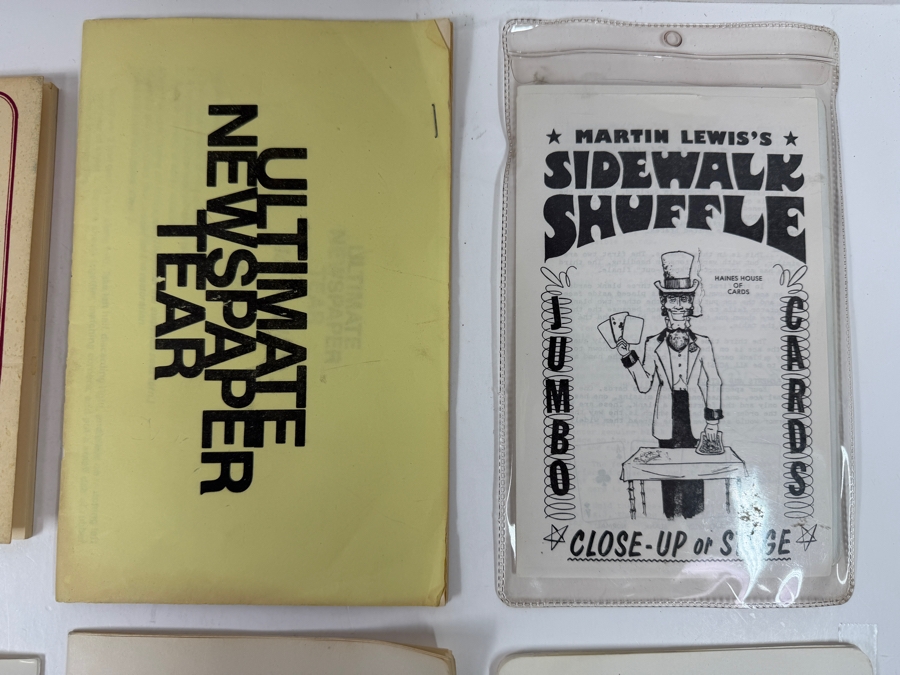 ULTIMATE
NEWSPAPER
TEAR
★ MARTIN LEWIS'S ★
SIDEWALK
SHUFFLE
HAINES HOUSE
OF
CARDS
JUMBO
CARDS
CLOSE-UP or STAGE